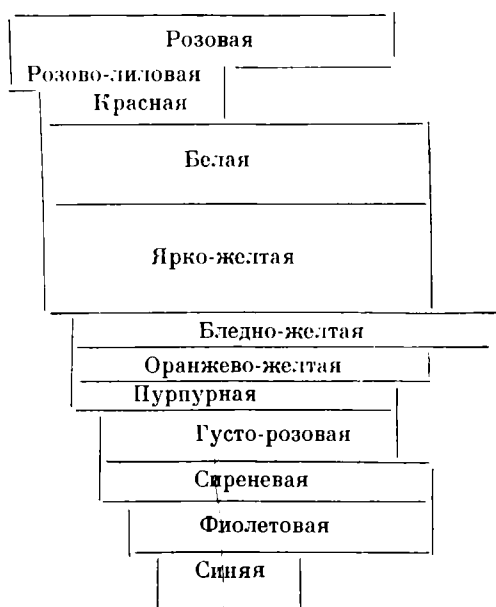 Розовая
Розово-лиловая
Красная
Белая
Ярко-желтая
Бледно-желтая
Оранжево-желтая
Пурпурная
Густо-розовая
Сиреневая
Фиолетовая
Синяя